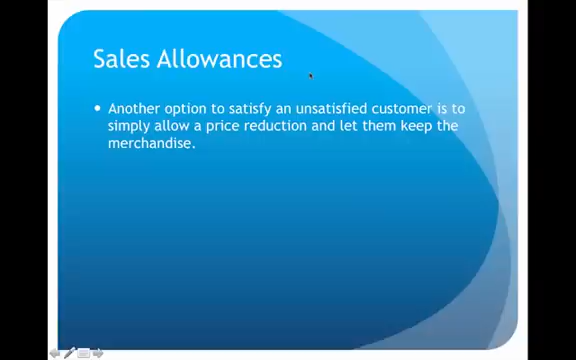 Sales Allowances
• Another option to satisfy an unsatisfied customer is to
simply allow a price reduction and let them keep the
merchandise.